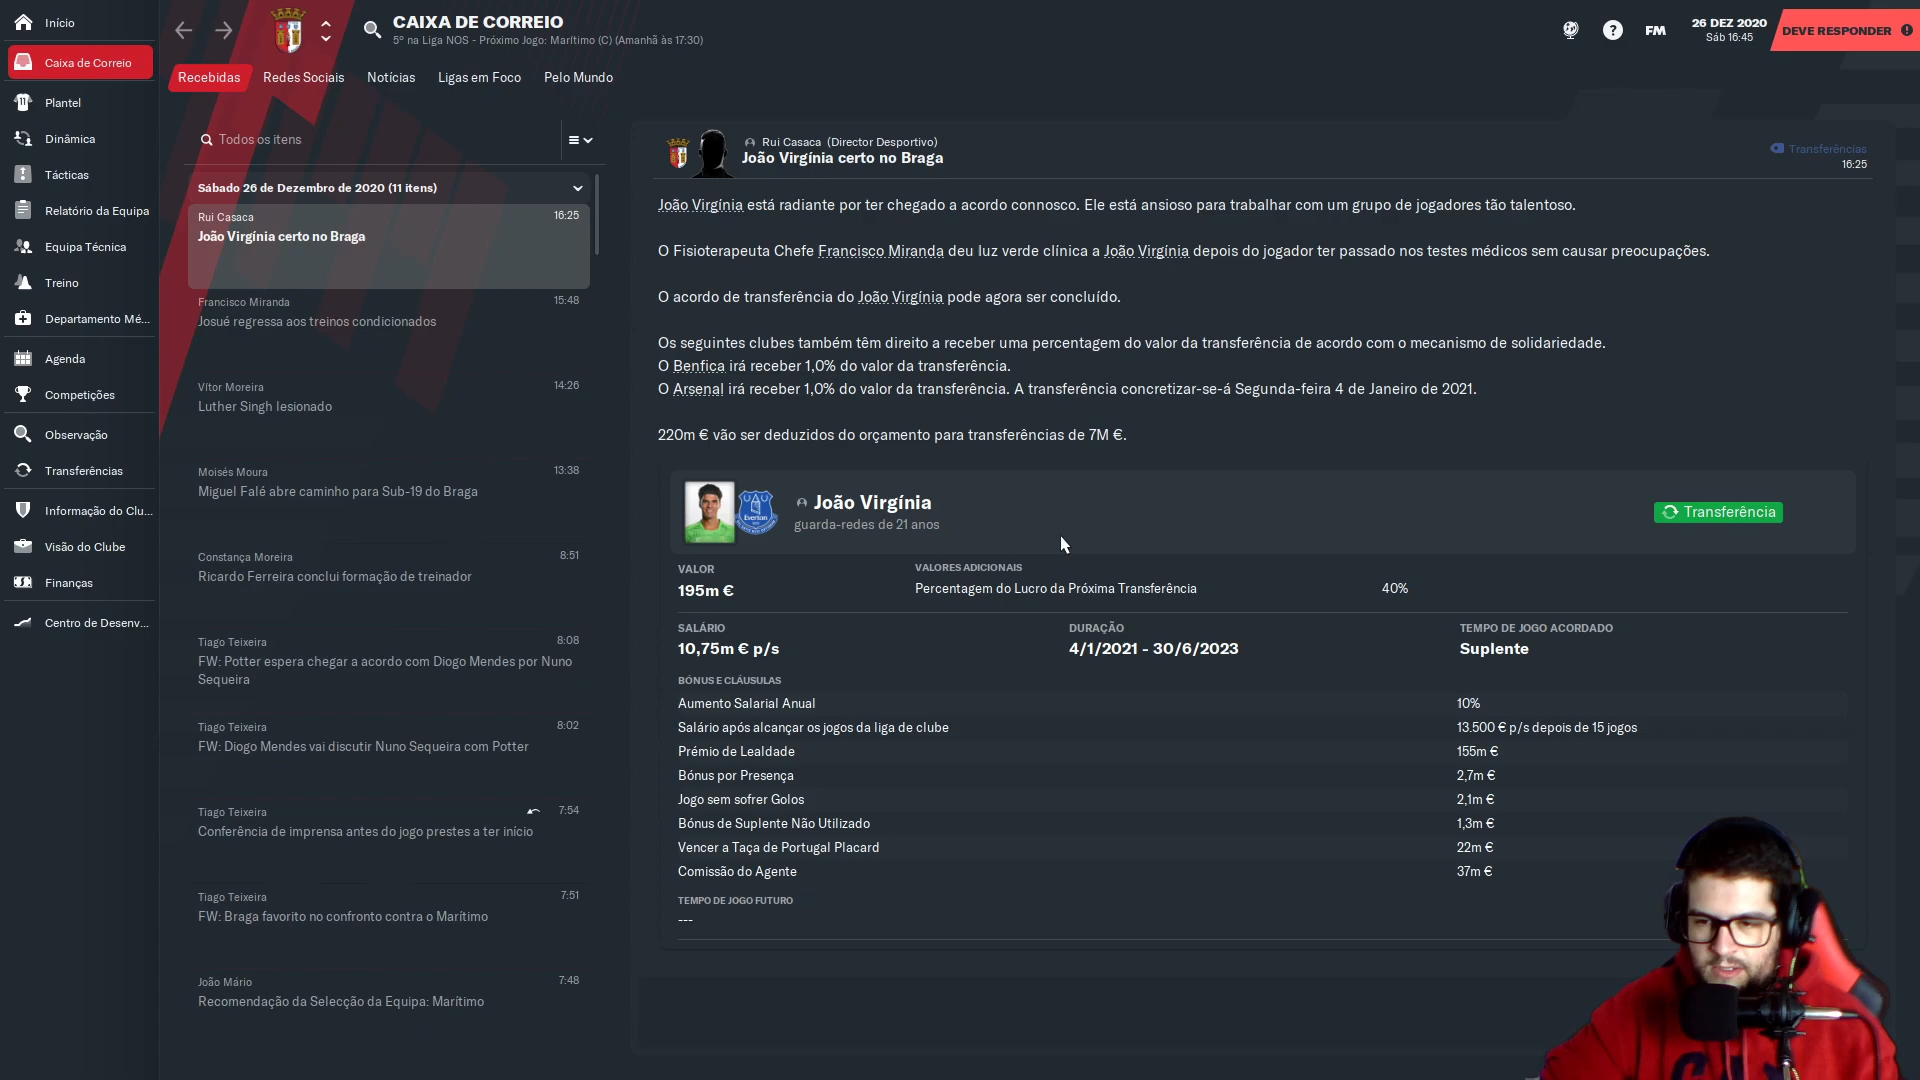 Início
Caixa de Correio
Plantel
Dinâmica
Tácticas
Relatório da Equipa
Equipa Técnica
Treino
Departamento Mé...
Agenda
Competições
Observação
Transferências
Informação do Clu...
Visão do Clube
Finanças
Centro de Desenv...
CAIXA DE CORREIO
5º na Liga NOS - Próximo Jogo: Marítimo (C) (Amanhã às 17:30)
FM
26 DEZ 2020
Sáb 16:45
DEVE RESPONDER
Recebidas Redes Sociais Notícias Ligas em Foco Pelo Mundo
Todos os itens
Sábado 26 de Dezembro de 2020 (11 itens)
Rui Casaca 16:25
João Virgínia certo no Braga
Francisco Miranda 15:48
Josué regressa aos treinos condicionados
Vítor Moreira 14:26
Luther Singh lesionado
Moisés Moura 13:38
Miguel Falé abre caminho para Sub-19 do Braga
Constança Moreira 8:51
Ricardo Ferreira conclui formação de treinador
Tiago Teixeira 8:08
FW: Potter espera chegar a acordo com Diogo Mendes por Nuno
Sequeira
Tiago Teixeira 8:02
FW: Diogo Mendes vai discutir Nuno Sequeira com Potter
Tiago Teixeira 7:54
Conferência de imprensa antes do jogo prestes a ter início
Tiago Teixeira 7:51
FW: Braga favorito no confronto contra o Marítimo
João Mário 7:48
Recomendação da Selecção da Equipa: Marítimo
Rui Casaca (Director Desportivo)
João Virgínia certo no Braga
Transferências
16:25
João Virgínia está radiante por ter chegado a acordo connosco. Ele está ansioso para trabalhar com um grupo de jogadores tão talentoso.
O Fisioterapeuta Chefe Francisco Miranda deu luz verde clínica a João Virgínia depois do jogador ter passado nos testes médicos sem causar preocupações.
O acordo de transferência do João Virgínia pode agora ser concluído.
Os seguintes clubes também têm direito a receber uma percentagem do valor da transferência de acordo com o mecanismo de solidariedade.
O Benfica irá receber 1,0% do valor da transferência.
O Arsenal irá receber 1,0% do valor da transferência. A transferência concretizar-se-á Segunda-feira 4 de Janeiro de 2021.
220m € vão ser deduzidos do orçamento para transferências de 7M €.
Everton
João Virgínia
guarda-redes de 21 anos
Transferência
VALOR VALORES ADICIONAIS
195m € Percentagem do Lucro da Próxima Transferência 40%
SALÁRIO DURAÇÃO TEMPO DE JOGO ACORDADO
10,75m € p/s 4/1/2021 - 30/6/2023 Suplente
BÓNUS E CLÁUSULAS
Aumento Salarial Anual 10%
Salário após alcançar os jogos da liga de clube 13.500 € p/s depois de 15 jogos
Prémio de Lealdade 155m €
Bónus por Presença 2,7m €
Jogo sem sofrer Golos 2,1m €
Bónus de Suplente Não Utilizado 1,3m €
Vencer a Taça de Portugal Placard 22m €
Comissão do Agente 37m €
TEMPO DE JOGO FUTURO
---